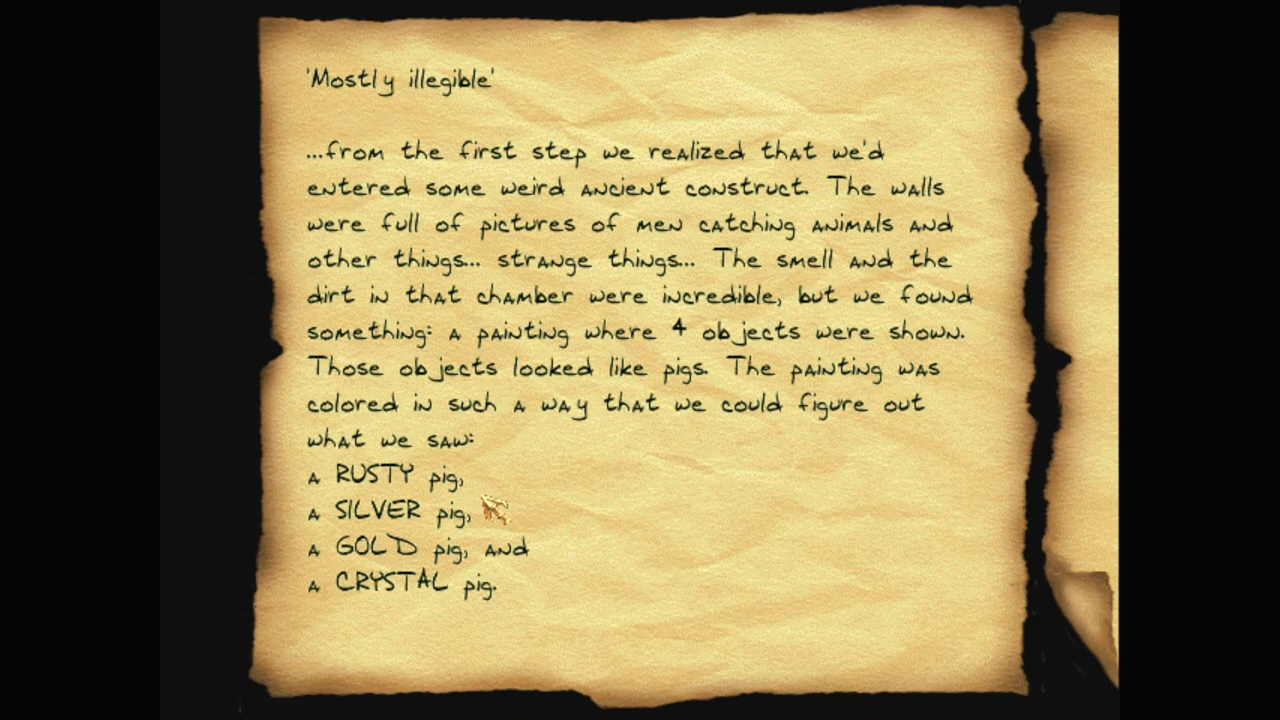 'Mostly illegible'
...from the first step we realized that we'd
entered some weird ancient construct. The walls
were full of pictures of men catching animals and
other things... strange things... The smell and the
dirt in that chamber were incredible, but we found
something: a painting where 4 objects were shown.
Those objects looked like pigs. The painting was
colored in such a way that we could figure out
what we saw:
a RUSTY pig,
a SILVER pig,
a GOLD pig, and
a CRYSTAL pig.